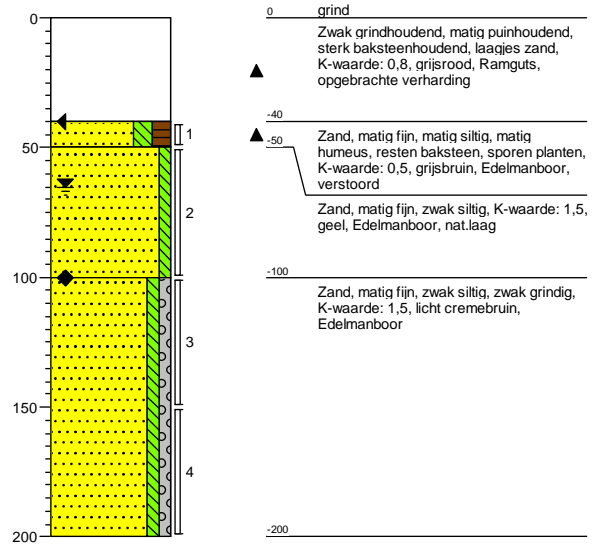 0
50
100
150
200
1
2
3
4
0
grind
Zwak grindhoudend, matig puinhoudend,
sterk baksteenhoudend, laagjes zand,
K-waarde: 0,8, grijsrood, Ramguts,
opgebrachte verharding
-40
Zand, matig fijn, matig siltig, matig
humeus, resten baksteen, sporen planten,
K-waarde: 0,5, grijsbruin, Edelmanboor,
verstoord
-50
Zand, matig fijn, zwak siltig, K-waarde: 1,5,
geel, Edelmanboor, nat.laag
-100
Zand, matig fijn, zwak siltig, zwak grindig,
K-waarde: 1,5, licht cremebruin,
Edelmanboor
-200